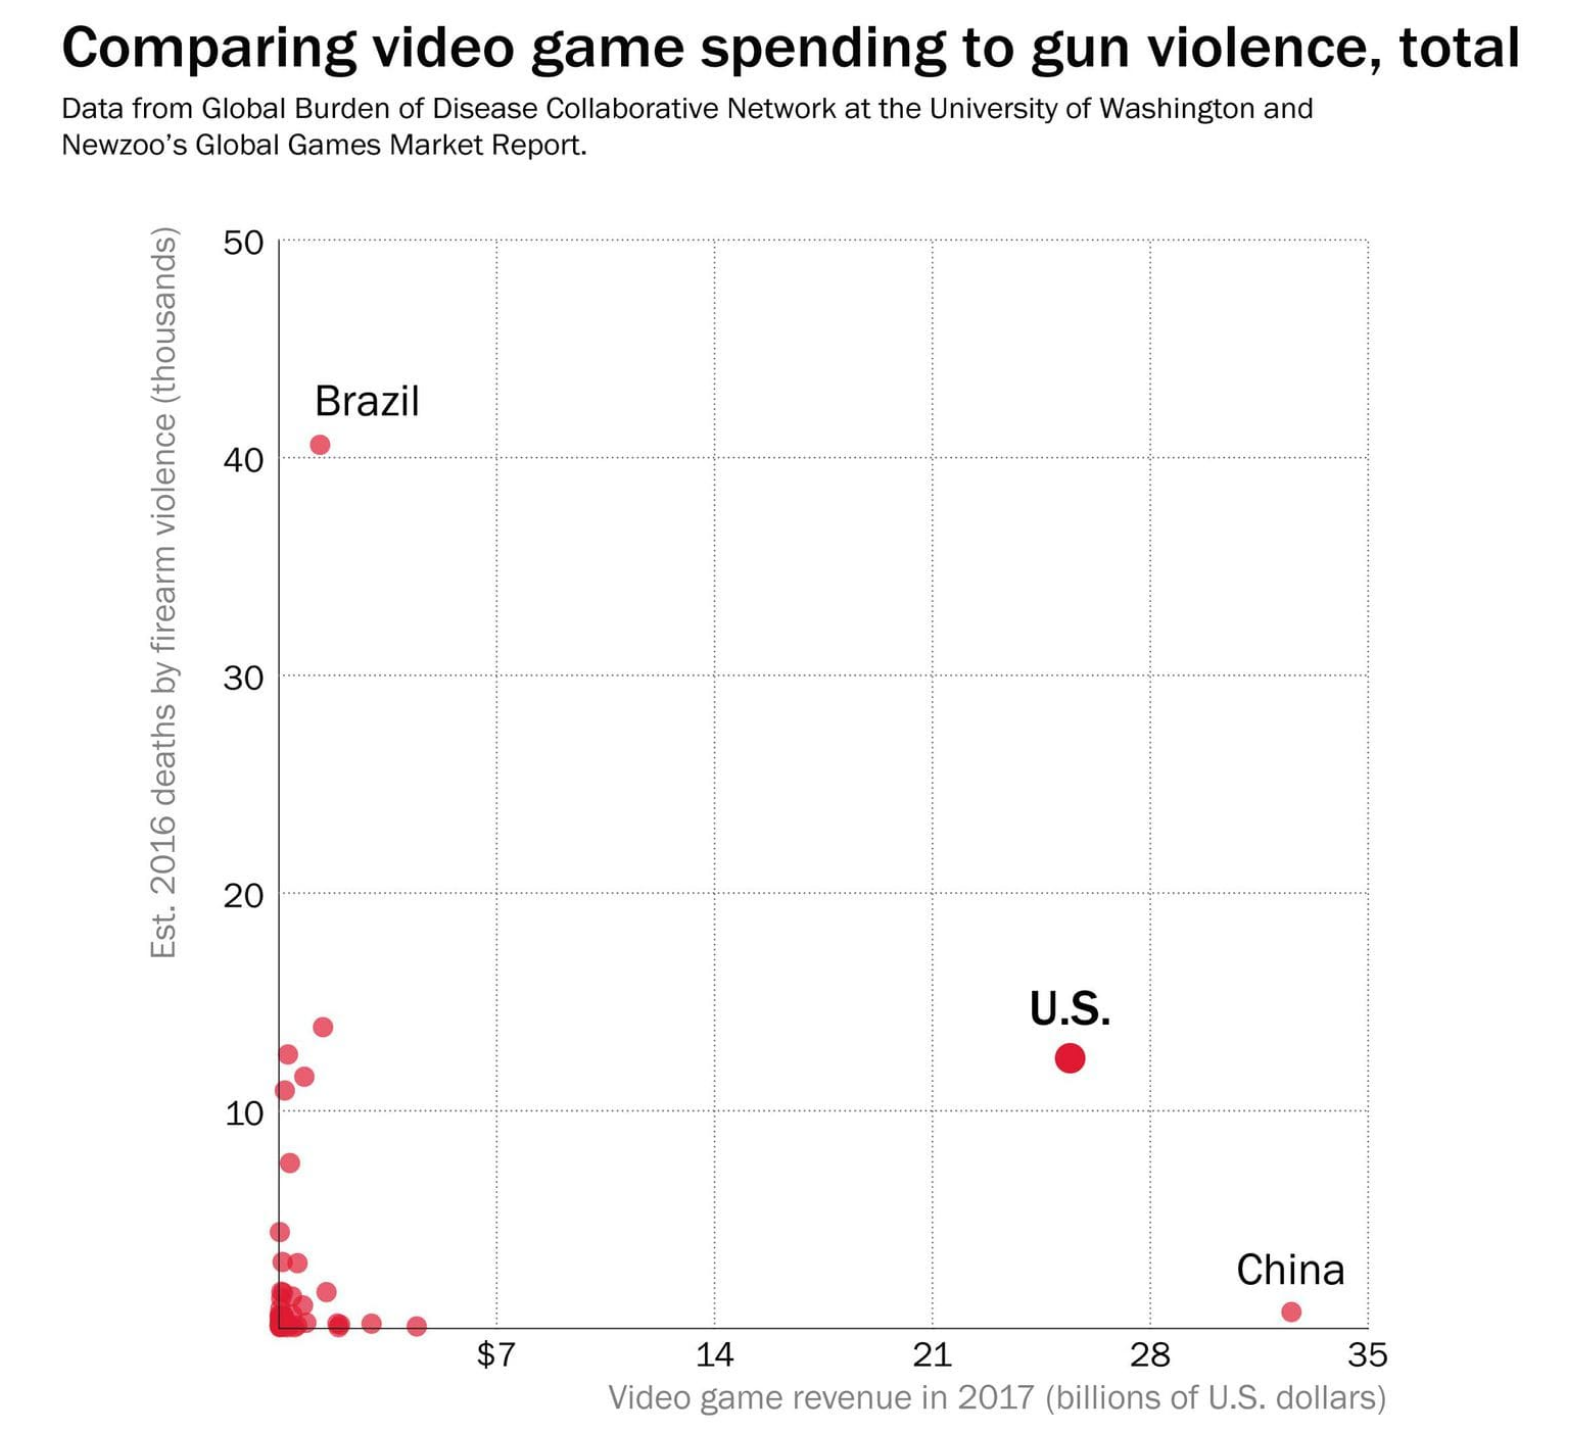 Comparing video game spending to gun violence, total
Data from Global Burden of Disease Collaborative Network at the University of Washington and
Newzoo’s Global Games Market Report.
Est. 2016 deaths by firearm violence (thousands)
50
Brazil
40
30
20
U.S.
10
China
$7
14
21
28
35
Video game revenue in 2017 (billions of U.S. dollars)